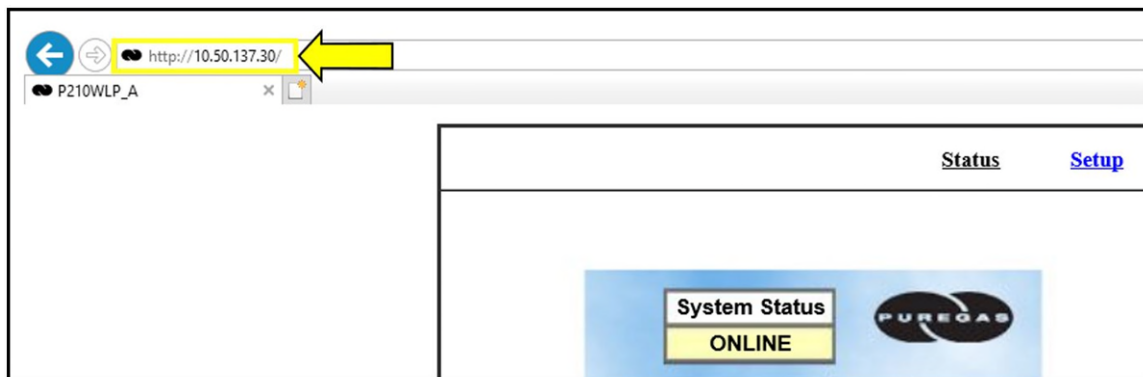 http://10.50.137.30/
P210WLP_A
Status Setup
System Status
PUREGAS
ONLINE